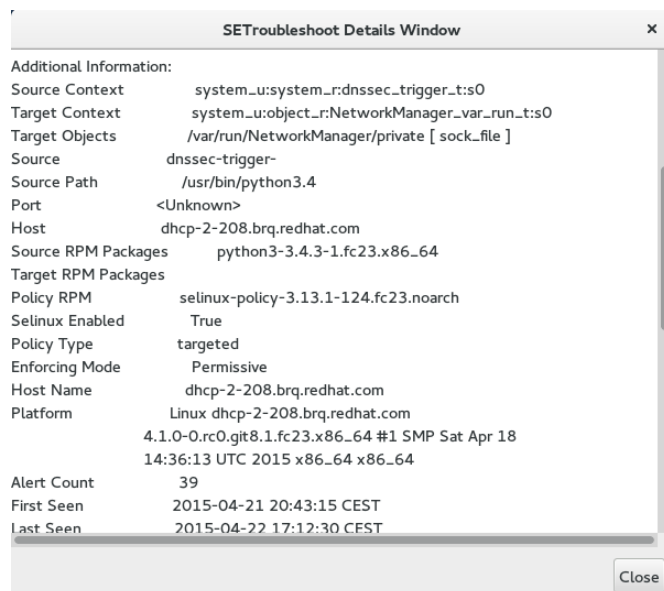 SETroubleshoot Details Window ×
Additional Information:
Source Context system_u:system_r:dnssec_trigger_t:s0
Target Context system_u:object_r:NetworkManager_var_run_t:s0
Target Objects /var/run/NetworkManager/private [ sock_file ]
Source dnssec-trigger-
Source Path /usr/bin/python3.4
Port <Unknown>
Host dhcp-2-208.brq.redhat.com
Source RPM Packages python3-3.4.3-1.fc23.x86_64
Target RPM Packages
Policy RPM selinux-policy-3.13.1-124.fc23.noarch
Selinux Enabled True
Policy Type targeted
Enforcing Mode Permissive
Host Name dhcp-2-208.brq.redhat.com
Platform Linux dhcp-2-208.brq.redhat.com
4.1.0-0.rc0.git8.1.fc23.x86_64 #1 SMP Sat Apr 18
14:36:13 UTC 2015 x86_64 x86_64
Alert Count 39
First Seen 2015-04-21 20:43:15 CEST
Last Seen 2015-04-22 17:12:30 CEST
Close